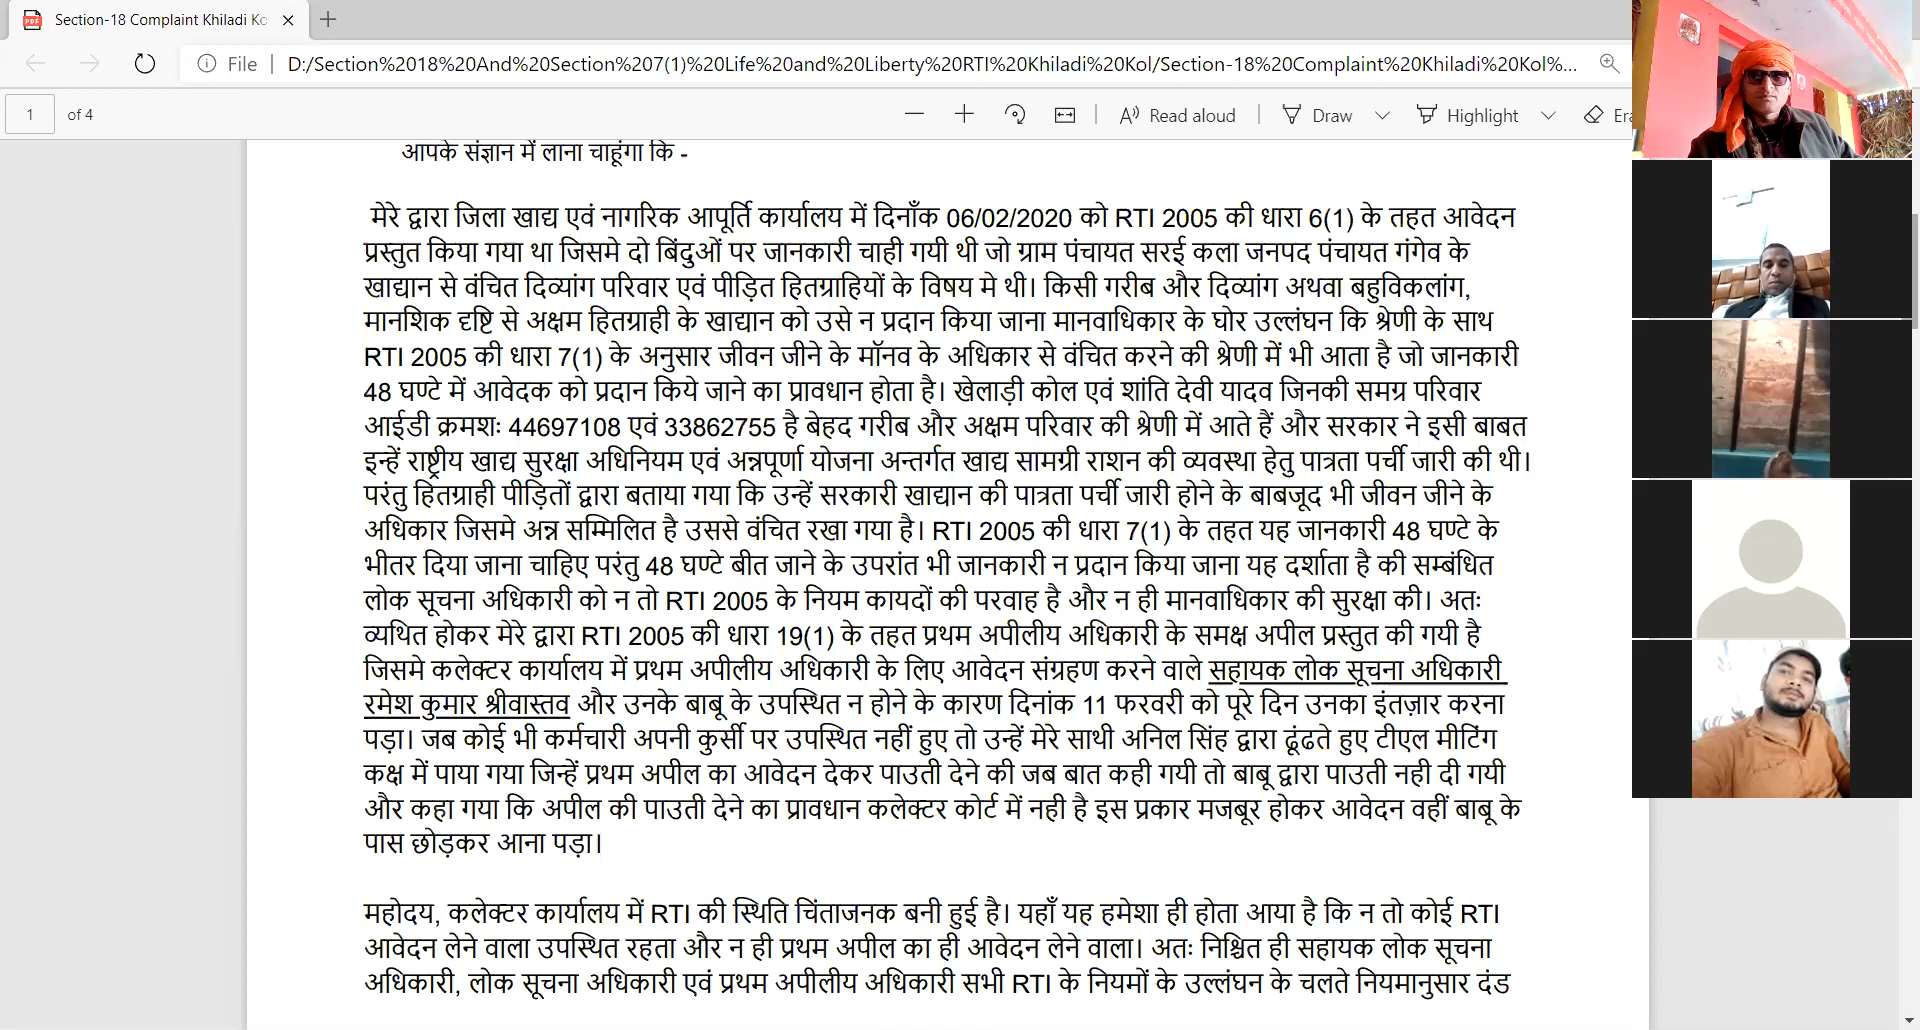 Section-18 Complaint Khiladi Ko
File
D:/Section%2018%20And%20Section%207(1)%20Life%20and%20Liberty%20RTI%20Khiladi%20Kol/Section-18%20Complaint%20Khiladi%20Kol%...
1 of 4
Read aloud
Draw
Highlight
Era
आपके संज्ञान में लाना चाहूंगा कि -
मेरे द्वारा जिला खाद्य एवं नागरिक आपूर्ति कार्यालय में दिनाँक 06/02/2020 को RTI 2005 की धारा 6(1) के तहत आवेदन
प्रस्तुत किया गया था जिसमे दो बिंदुओं पर जानकारी चाही गयी थी जो ग्राम पंचायत सरई कला जनपद पंचायत गंगेव के
खाद्यान से वंचित दिव्यांग परिवार एवं पीड़ित हितग्राहियों के विषय मे थी। किसी गरीब और दिव्यांग अथवा बहुविकलांग,
मानशिक दृष्टि से अक्षम हितग्राही के खाद्यान को उसे न प्रदान किया जाना मानवाधिकार के घोर उल्लंघन कि श्रेणी के साथ
RTI 2005 की धारा 7(1) के अनुसार जीवन जीने के मॉनव के अधिकार से वंचित करने की श्रेणी में भी आता है जो जानकारी
48 घण्टे में आवेदक को प्रदान किये जाने का प्रावधान होता है। खेलाड़ी कोल एवं शांति देवी यादव जिनकी समग्र परिवार
आईडी क्रमशः 44697108 एवं 33862755 है बेहद गरीब और अक्षम परिवार की श्रेणी में आते हैं और सरकार ने इसी बाबत
इन्हें राष्ट्रीय खाद्य सुरक्षा अधिनियम एवं अन्नपूर्णा योजना अन्तर्गत खाद्य सामग्री राशन की व्यवस्था हेतु पात्रता पर्ची जारी की थी।
परंतु हितग्राही पीड़ितों द्वारा बताया गया कि उन्हें सरकारी खाद्यान की पात्रता पर्ची जारी होने के बाबजूद भी जीवन जीने के
अधिकार जिसमे अन्न सम्मिलित है उससे वंचित रखा गया है। RTI 2005 की धारा 7(1) के तहत यह जानकारी 48 घण्टे के
भीतर दिया जाना चाहिए परंतु 48 घण्टे बीत जाने के उपरांत भी जानकारी न प्रदान किया जाना यह दर्शाता है की सम्बंधित
लोक सूचना अधिकारी को न तो RTI 2005 के नियम कायदों की परवाह है और न ही मानवाधिकार की सुरक्षा की। अतः
व्यथित होकर मेरे द्वारा RTI 2005 की धारा 19(1) के तहत प्रथम अपीलीय अधिकारी के समक्ष अपील प्रस्तुत की गयी है
जिसमे कलेक्टर कार्यालय में प्रथम अपीलीय अधिकारी के लिए आवेदन संग्रहण करने वाले सहायक लोक सूचना अधिकारी
रमेश कुमार श्रीवास्तव और उनके बाबू के उपस्थित न होने के कारण दिनांक 11 फरवरी को पूरे दिन उनका इंतज़ार करना
पड़ा। जब कोई भी कर्मचारी अपनी कुर्सी पर उपस्थित नहीं हुए तो उन्हें मेरे साथी अनिल सिंह द्वारा ढूंढते हुए टीएल मीटिंग
कक्ष में पाया गया जिन्हें प्रथम अपील का आवेदन देकर पाउती देने की जब बात कही गयी तो बाबू द्वारा पाउती नही दी गयी
और कहा गया कि अपील की पाउती देने का प्रावधान कलेक्टर कोर्ट में नही है इस प्रकार मजबूर होकर आवेदन वहीं बाबू के
पास छोड़कर आना पड़ा।
महोदय, कलेक्टर कार्यालय में RTI की स्थिति चिंताजनक बनी हुई है। यहाँ यह हमेशा ही होता आया है कि न तो कोई RTI
आवेदन लेने वाला उपस्थित रहता और न ही प्रथम अपील का ही आवेदन लेने वाला। अतः निश्चित ही सहायक लोक सूचना
अधिकारी, लोक सूचना अधिकारी एवं प्रथम अपीलीय अधिकारी सभी RTI के नियमों के उल्लंघन के चलते नियमानुसार दंड